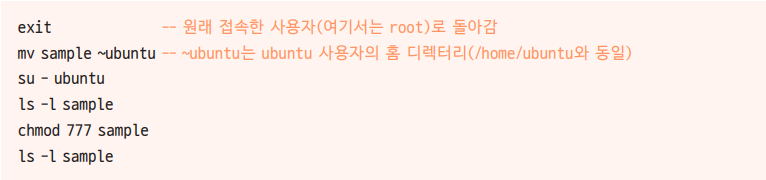 exit -- 원래 접속한 사용자(여기서는 root)로 돌아감
mv sample ~ubuntu -- ~ubuntu는 ubuntu 사용자의 홈 디렉터리(/home/ubuntu와 동일)
su - ubuntu
ls -l sample
chmod 777 sample
ls -l sample